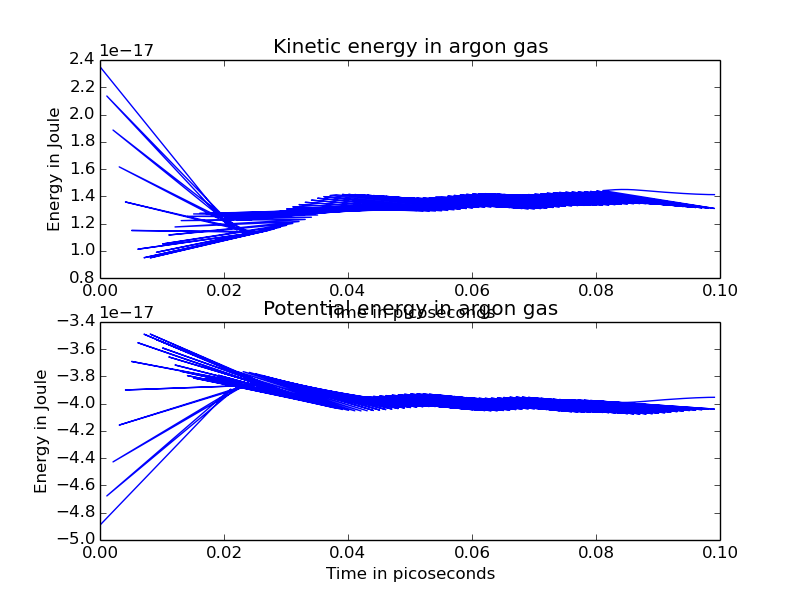 Kinetic energy in argon gas
1e−17
2.4
2.2
2.0
1.8
1.6
1.4
1.2
1.0
0.8
Energy in Joule
0.00 0.02 0.04 0.06 0.08 0.10
Time in picoseconds
Potential energy in argon gas
1e−17
−3.4
−3.6
−3.8
−4.0
−4.2
−4.4
−4.6
−4.8
−5.0
Energy in Joule
0.00 0.02 0.04 0.06 0.08 0.10
Time in picoseconds